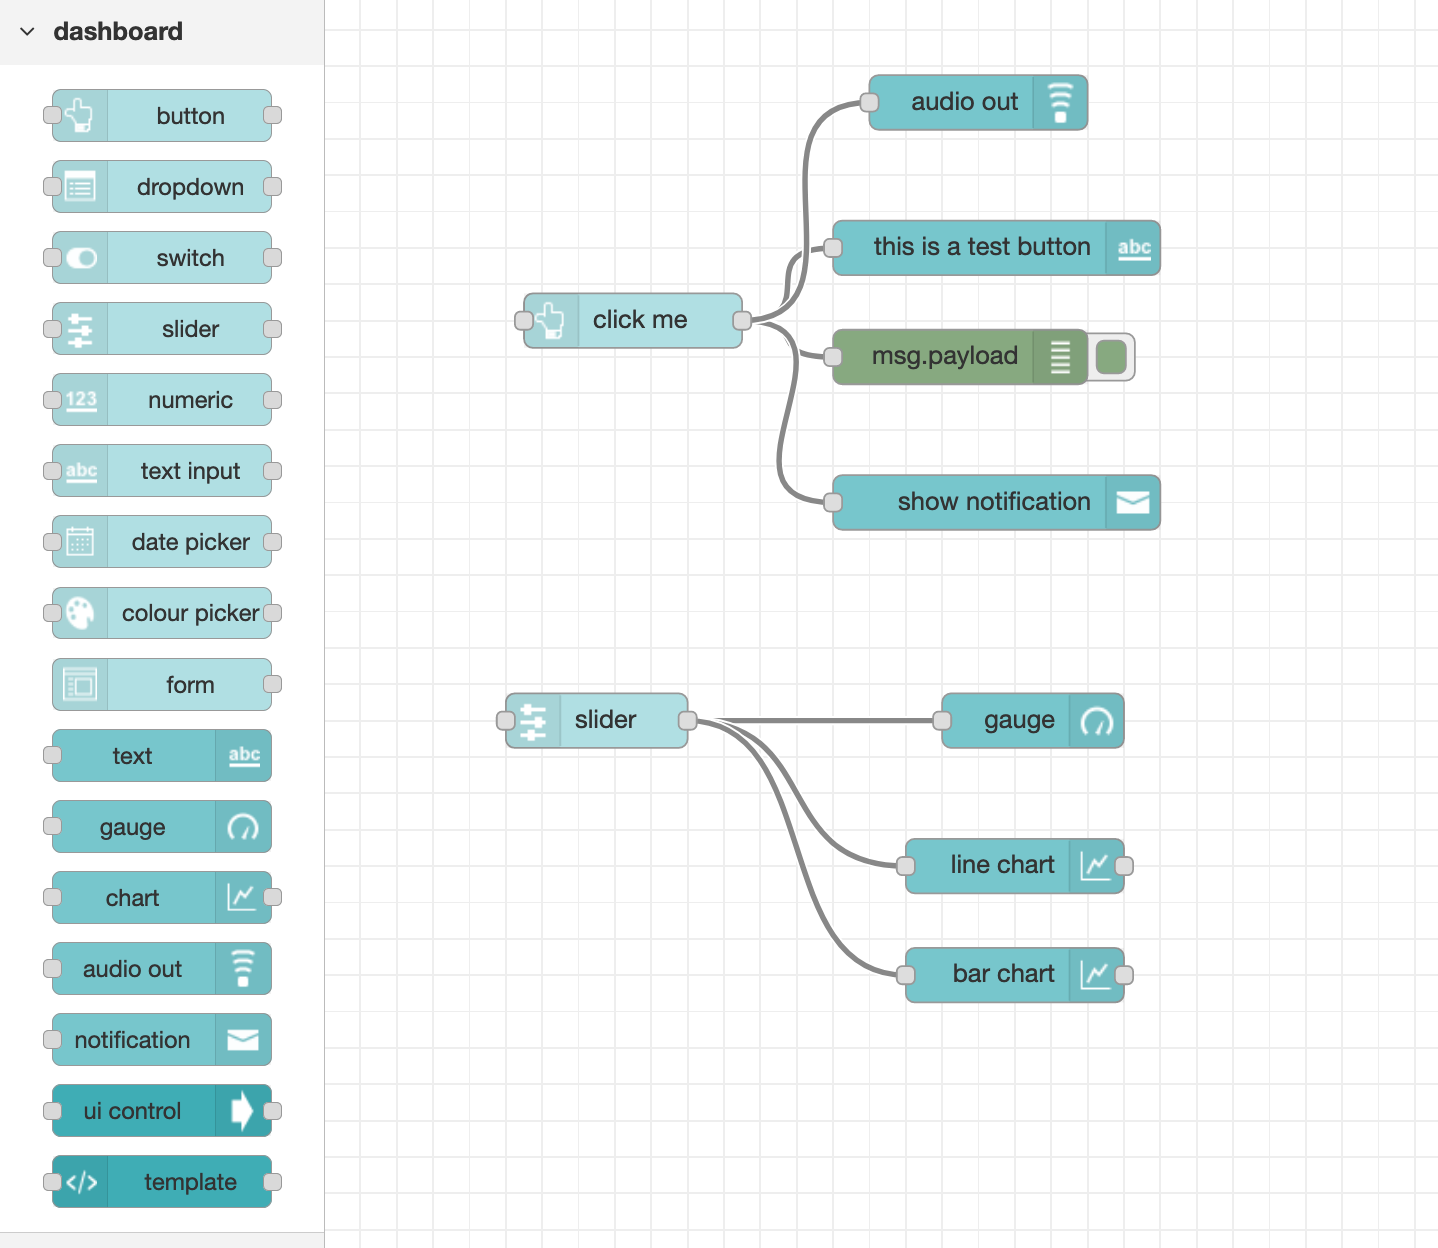 dashboard
button
dropdown
switch
slider
123
numeric
abc
text input
date picker
colour picker
form
text
abc
gauge
chart
audio out
notification
ui control
</>
template
audio out
this is a test button
abc
click me
msg.payload
show notification
slider
gauge
line chart
bar chart